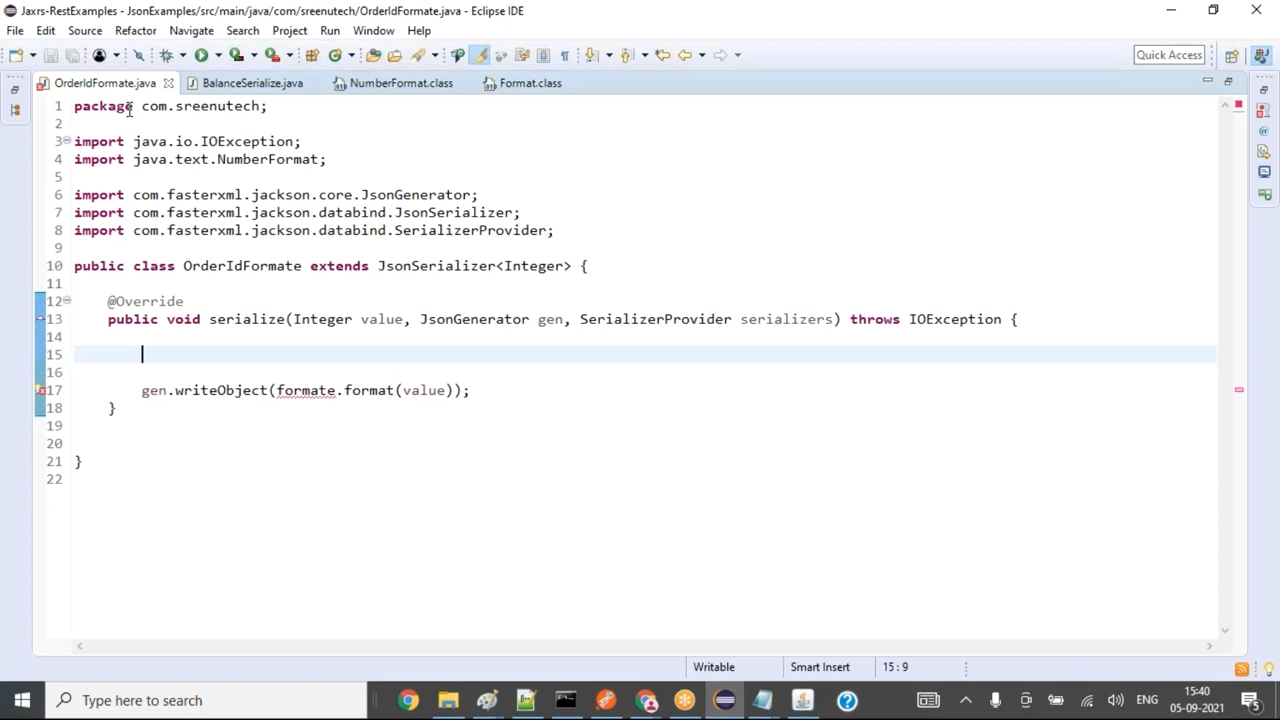 Jaxrs-RestExamples - JsonExamples/src/main/java/com/sreenutech/OrderIdFormate.java - Eclipse IDE
File Edit Source Refactor Navigate Search Project Run Window Help
Quick Access
OrderIdFormate.java BalanceSerialize.java NumberFormat.class Format.class
1 package com.sreenutech;
2
3 import java.io.IOException;
4 import java.text.NumberFormat;
5
6 import com.fasterxml.jackson.core.JsonGenerator;
7 import com.fasterxml.jackson.databind.JsonSerializer;
8 import com.fasterxml.jackson.databind.SerializerProvider;
9
10 public class OrderIdFormate extends JsonSerializer<Integer> {
11
12 @Override
13 public void serialize(Integer value, JsonGenerator gen, SerializerProvider serializers) throws IOException {
14
15
16
17 gen.writeObject(formate.format(value));
18 }
19
20
21 }
22
Writable Smart Insert 15 : 9
Type here to search
ENG
15:40
05-09-2021
5